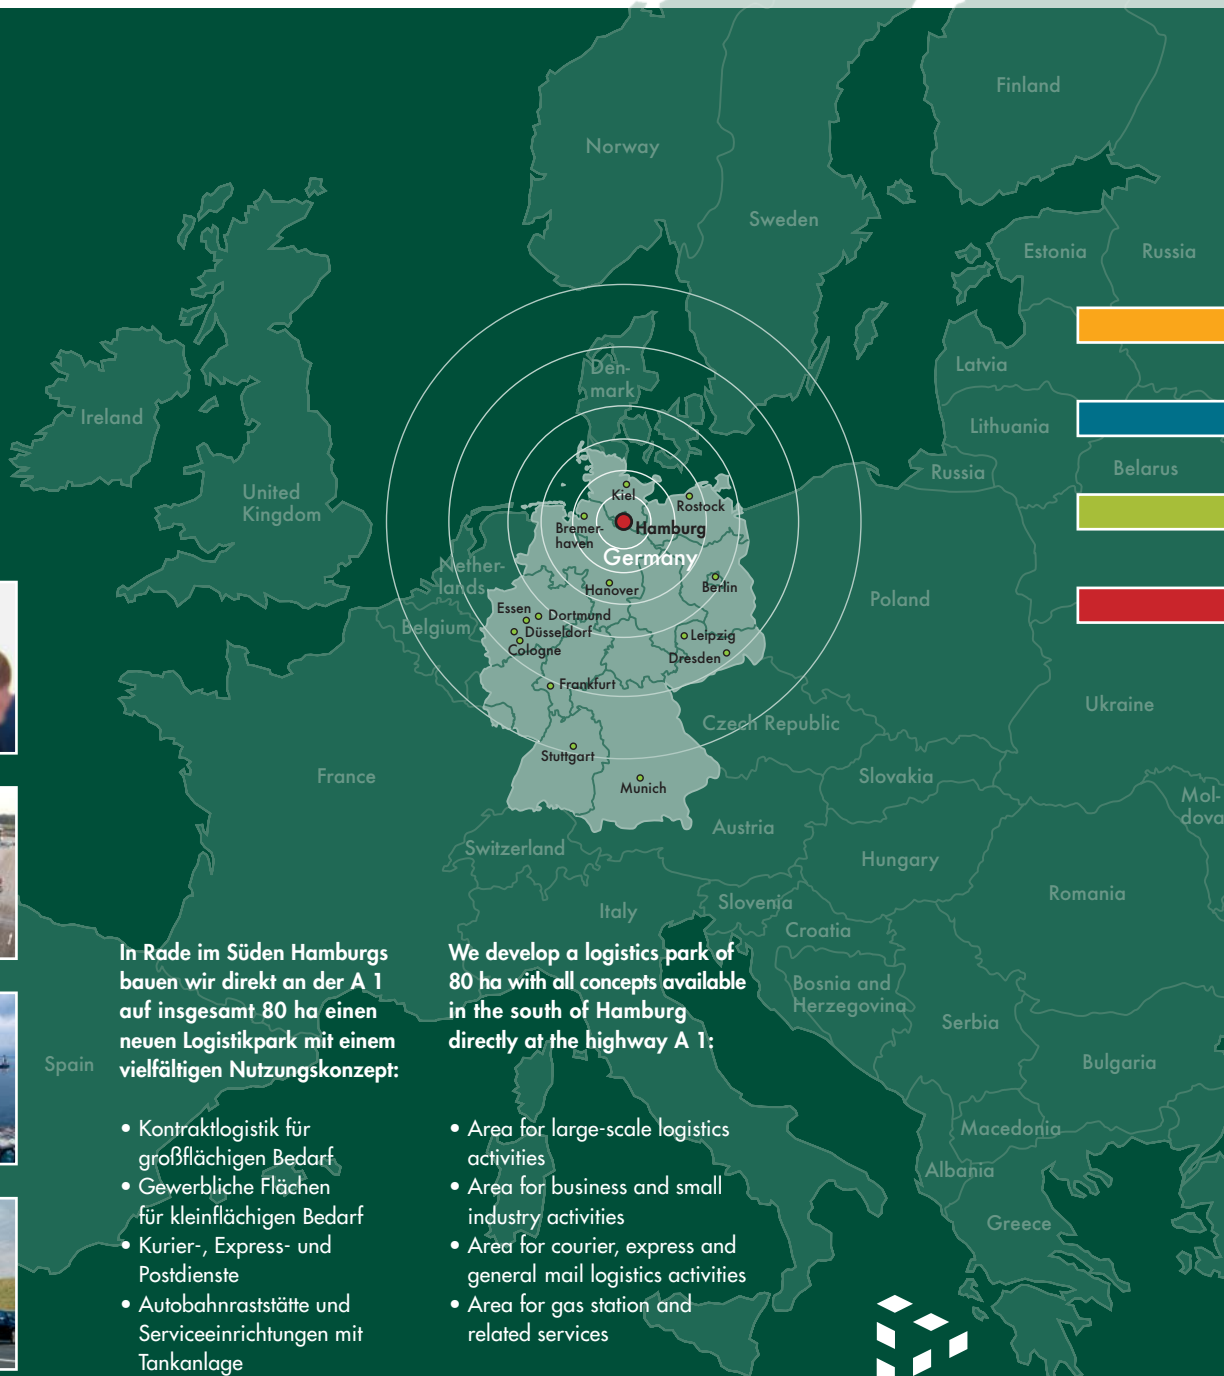 Finland
Norway
Sweden
Estonia
Russia
Den-
mark
Latvia
Ireland
Lithuania
Russia
Belarus
United
Kingdom
Kiel
Rostock
Bremer-
haven
Hamburg
Germany
Nether-
lands
Hanover
Berlin
Poland
Essen
Dortmund
Belgium
Düsseldorf
Leipzig
Cologne
Dresden
Frankfurt
Ukraine
Czech Republic
Stuttgart
France
Slovakia
Munich
Mol-
dova
Austria
Switzerland
Hungary
Romania
Slovenia
Italy
Croatia
Bosnia and
Herzegovina
Serbia
Spain
Bulgaria
Macedonia
Albania
Greece
In Rade im Süden Hamburgs
bauen wir direkt an der A 1
auf insgesamt 80 ha einen
neuen Logistikpark mit einem
vielfältigen Nutzungskonzept:
• Kontraktlogistik für
großflächigen Bedarf
• Gewerbliche Flächen
für kleinflächigen Bedarf
• Kurier-, Express- und
Postdienste
• Autobahnraststätte und
Serviceeinrichtungen mit
Tankanlage
We develop a logistics park of
80 ha with all concepts available
in the south of Hamburg
directly at the highway A 1:
• Area for large-scale logistics
activities
• Area for business and small
industry activities
• Area for courier, express and
general mail logistics activities
• Area for gas station and
related services